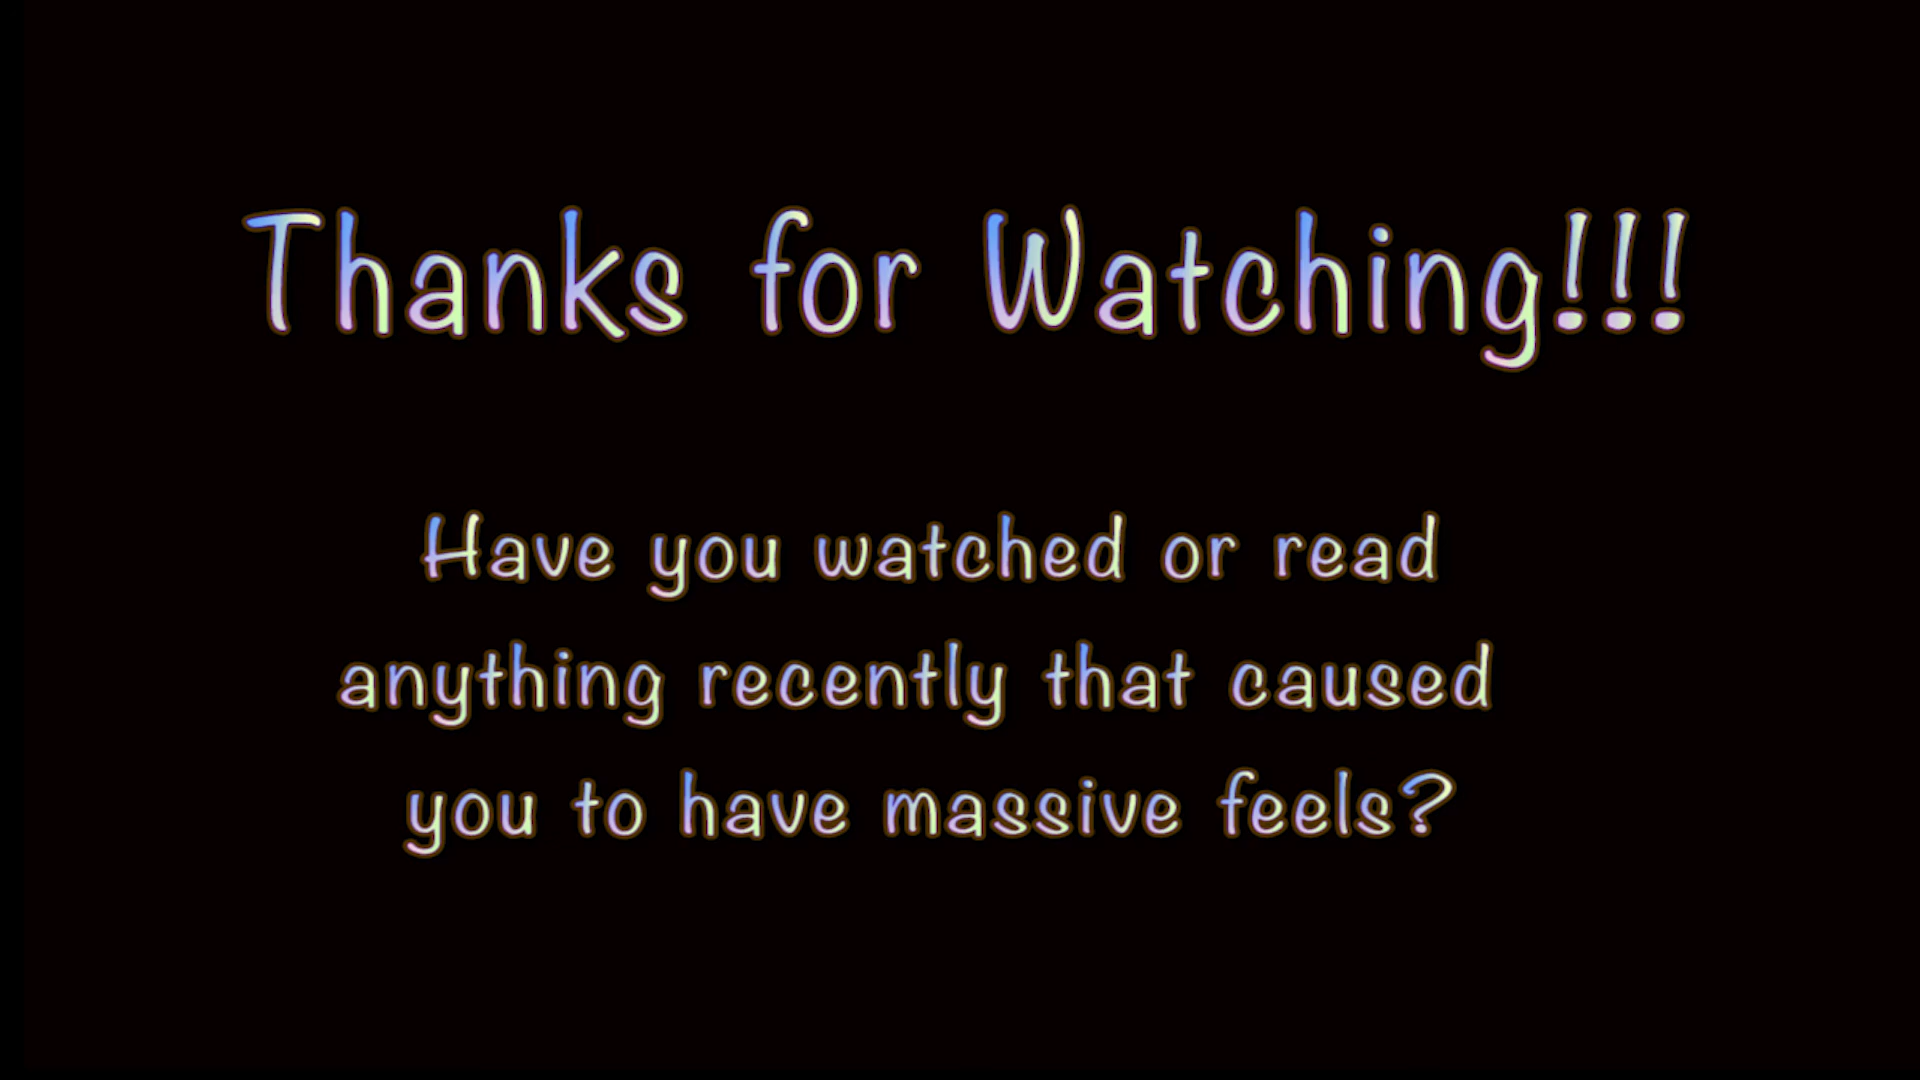 Thanks for Watching!!!
Have you watched or read
anything recently that caused
you to have massive feels?